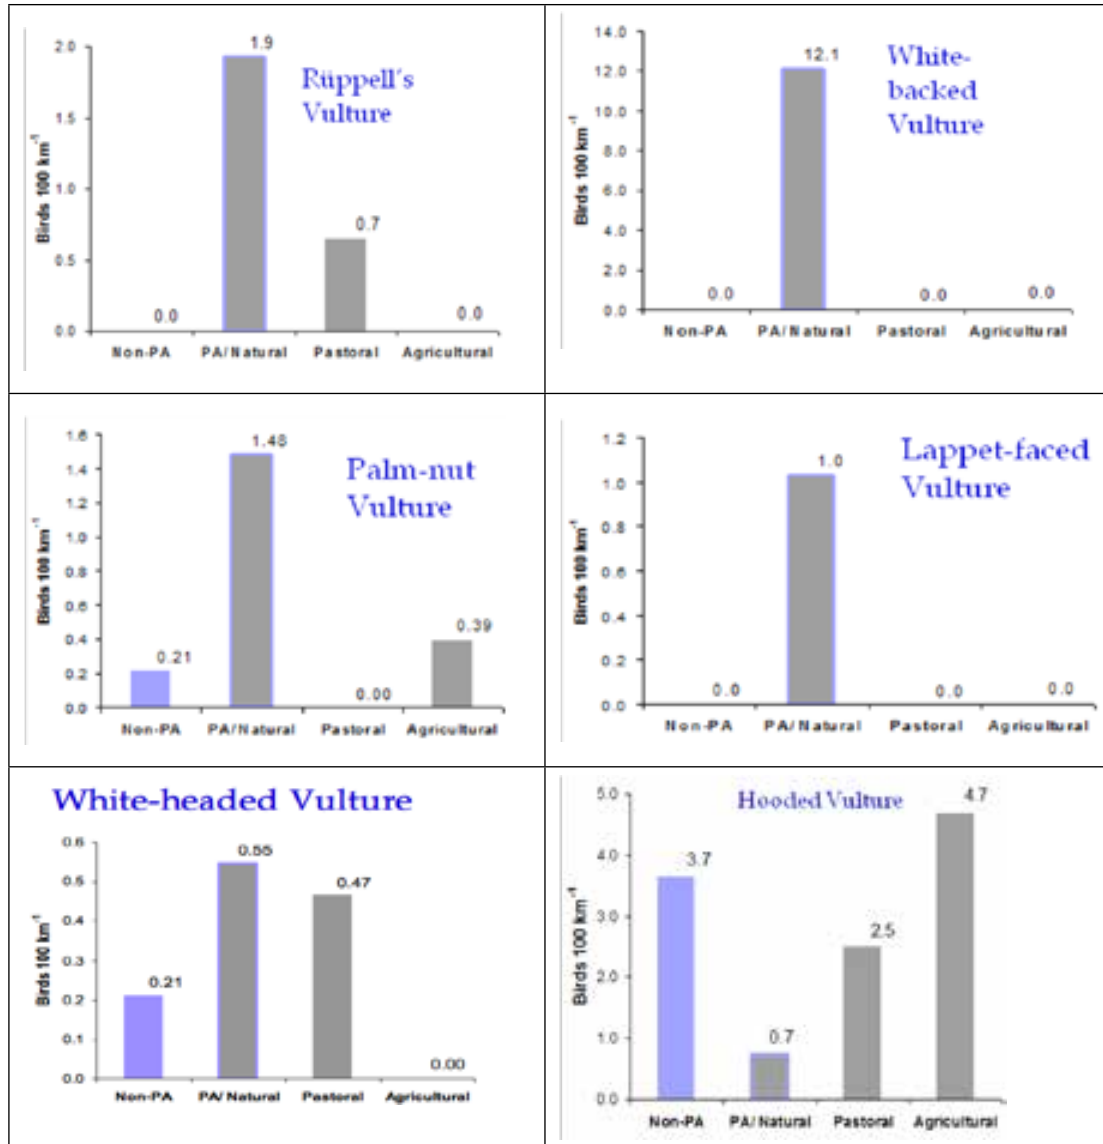 2.0
1.5
1.0
0.5
0.0
Birds 100 km⁻¹
Rüppell's
Vulture
0.0
1.9
0.7
0.0
Non-PA PA/Natural Pastoral Agricultural
14.0
12.0
10.0
8.0
6.0
4.0
2.0
0.0
Birds 100 km⁻¹
White-
backed
Vulture
0.0
12.1
0.0
0.0
Non-PA PA/Natural Pastoral Agricultural
1.6
1.4
1.2
1.0
0.8
0.6
0.4
0.2
0.0
Birds 100 km⁻¹
Palm-nut
Vulture
0.21
1.48
0.00
0.39
Non-PA PA/Natural Pastoral Agricultural
1.2
1.0
0.8
0.6
0.4
0.2
0.0
Birds 100 km⁻¹
Lappet-faced
Vulture
0.0
1.0
0.0
0.0
Non-PA PA/Natural Pastoral Agricultural
White-headed Vulture
0.6
0.5
0.4
0.3
0.2
0.1
0.0
Birds 100 km⁻¹
0.21
0.55
0.47
0.00
Non-PA PA/Natural Pastoral Agricultural
5.0
4.0
3.0
2.0
1.0
0.0
Birds 100 km⁻¹
Hooded Vulture
3.7
0.7
2.5
4.7
Non-PA PA/Natural Pastoral Agricultural